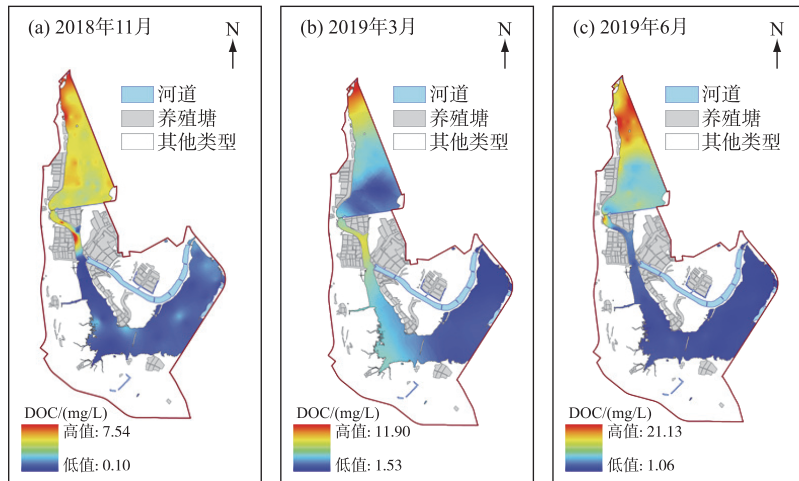 (a) 2018年11月
N
河道
养殖塘
其他类型
DOC/(mg/L)
高值: 7.54
低值: 0.10
(b) 2019年3月
N
河道
养殖塘
其他类型
DOC/(mg/L)
高值: 11.90
低值: 1.53
(c) 2019年6月
N
河道
养殖塘
其他类型
DOC/(mg/L)
高值: 21.13
低值: 1.06